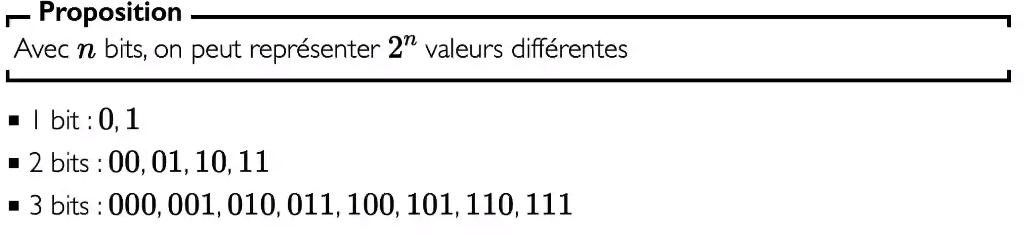 Proposition
Avec n bits, on peut représenter 2ⁿ valeurs différentes
▪ 1 bit : 0, 1
▪ 2 bits : 00, 01, 10, 11
▪ 3 bits : 000, 001, 010, 011, 100, 101, 110, 111